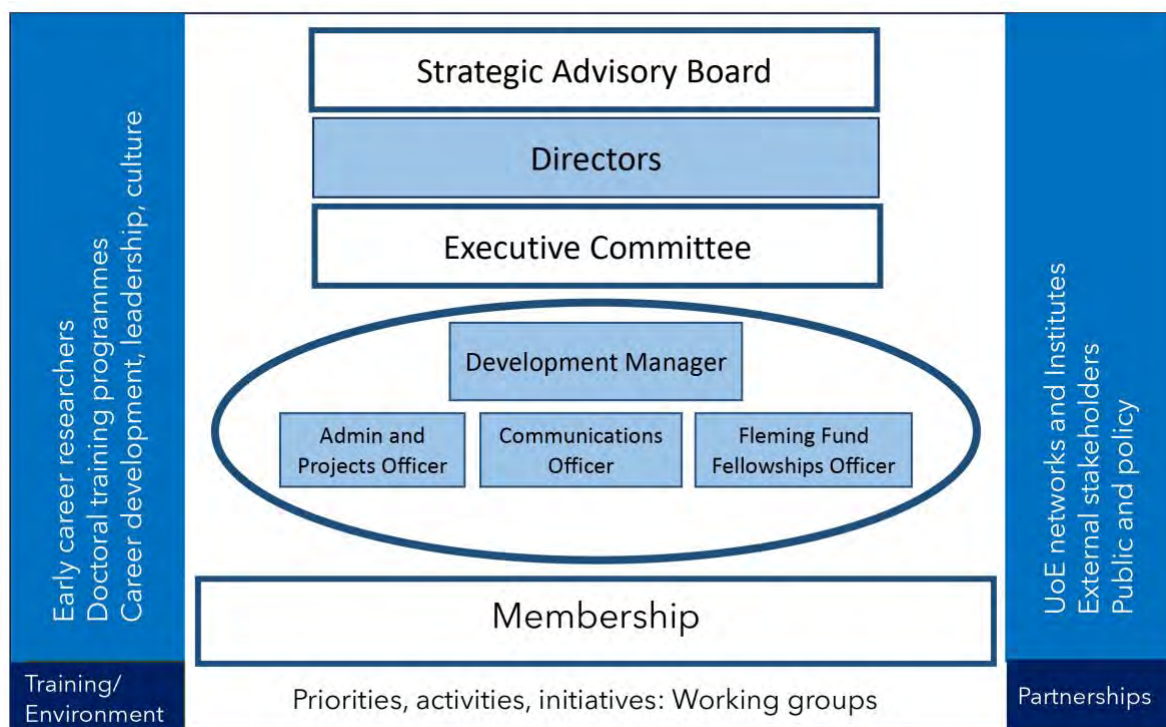 Early career researchers
Doctoral training programmes
Career development, leadership, culture
Training/
Environment
Strategic Advisory Board
Directors
Executive Committee
Development Manager
Admin and
Projects Officer
Communications
Officer
Fleming Fund
Fellowships Officer
Membership
Priorities, activities, initiatives: Working groups
UoE networks and Institutes
External stakeholders
Public and policy
Partnerships